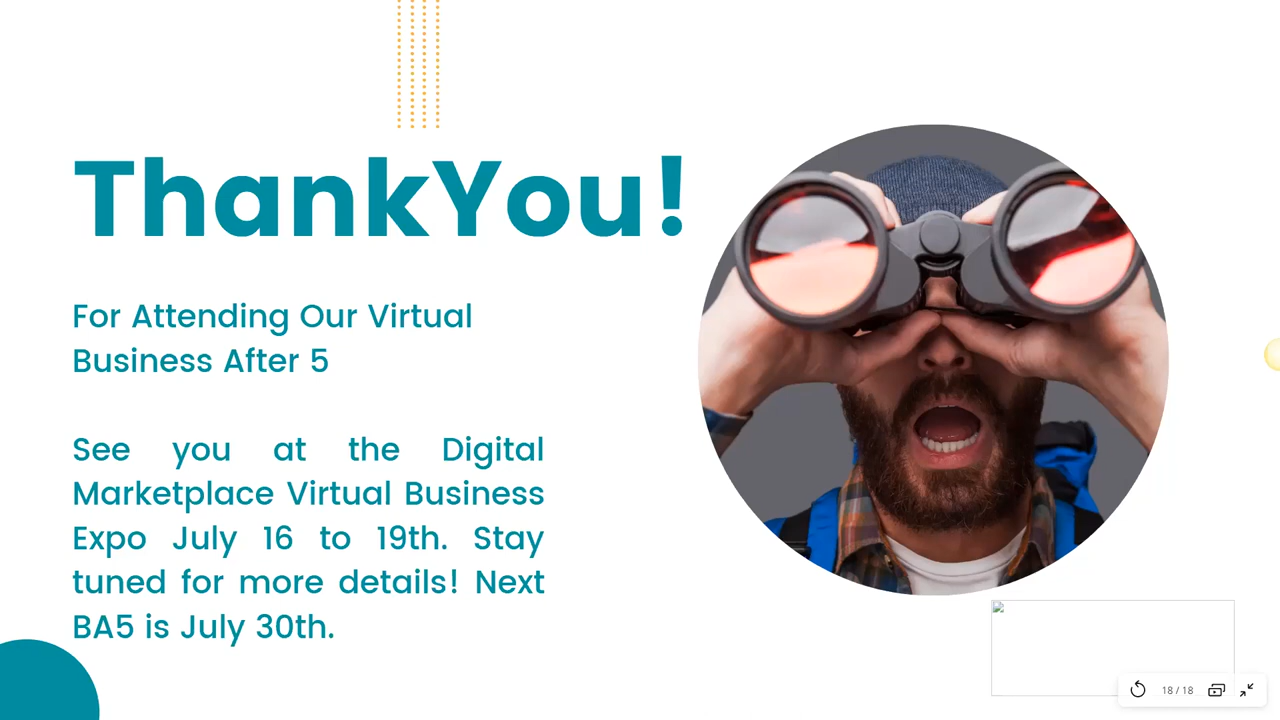 ThankYou!
For Attending Our Virtual
Business After 5
See you at the Digital
Marketplace Virtual Business
Expo July 16 to 19th. Stay
tuned for more details! Next
BA5 is July 30th.
18 / 18